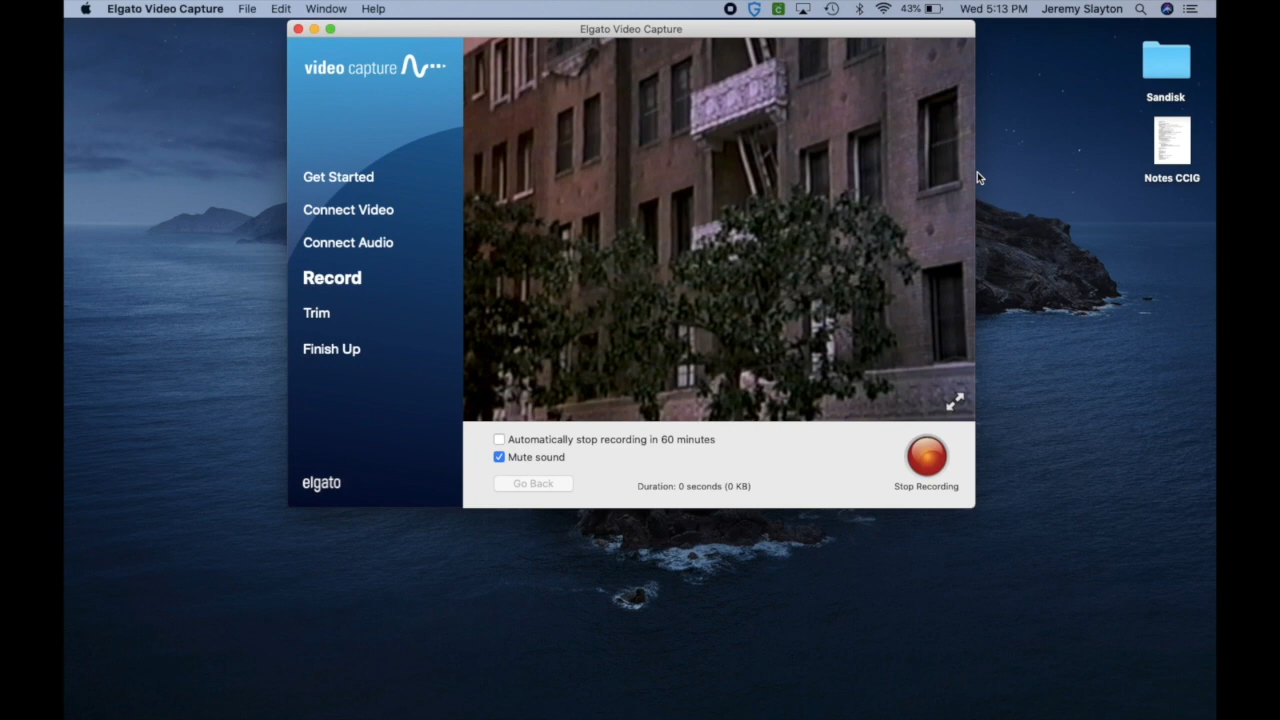 Elgato Video Capture File Edit Window Help 43% Wed 5:13 PM Jeremy Slayton
Elgato Video Capture
video capture
Get Started
Connect Video
Connect Audio
Record
Trim
Finish Up
elgato
Automatically stop recording in 60 minutes
Mute sound
Go Back
Duration: 0 seconds (0 KB)
Stop Recording
Sandisk
Notes CCIG